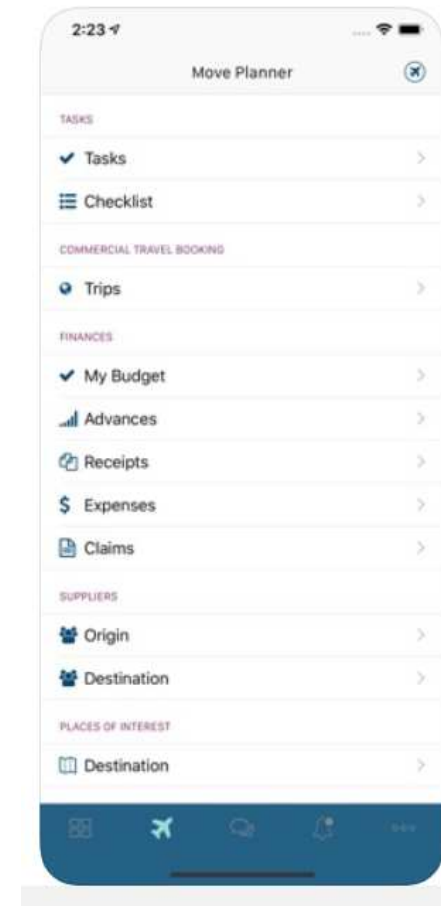 2:23
Move Planner
TASKS
Tasks
Checklist
COMMERCIAL TRAVEL BOOKING
Trips
FINANCES
My Budget
Advances
Receipts
$ Expenses
Claims
SUPPLIERS
Origin
Destination
PLACES OF INTEREST
Destination